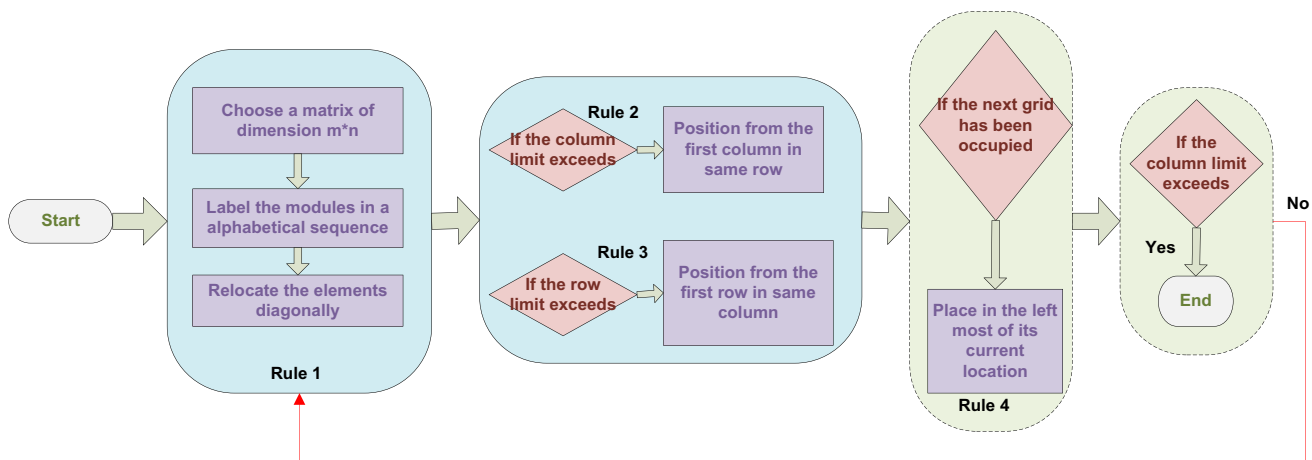 Start
Choose a matrix of
dimension m*n
Label the modules in a
alphabetical sequence
Relocate the elements
diagonally
Rule 1
Rule 2
If the column
limit exceeds
Position from the
first column in
same row
Rule 3
If the row
limit exceeds
Position from the
first row in same
column
If the next grid
has been
occupied
Place in the left
most of its
current
location
Rule 4
If the
column limit
exceeds
No
Yes
End